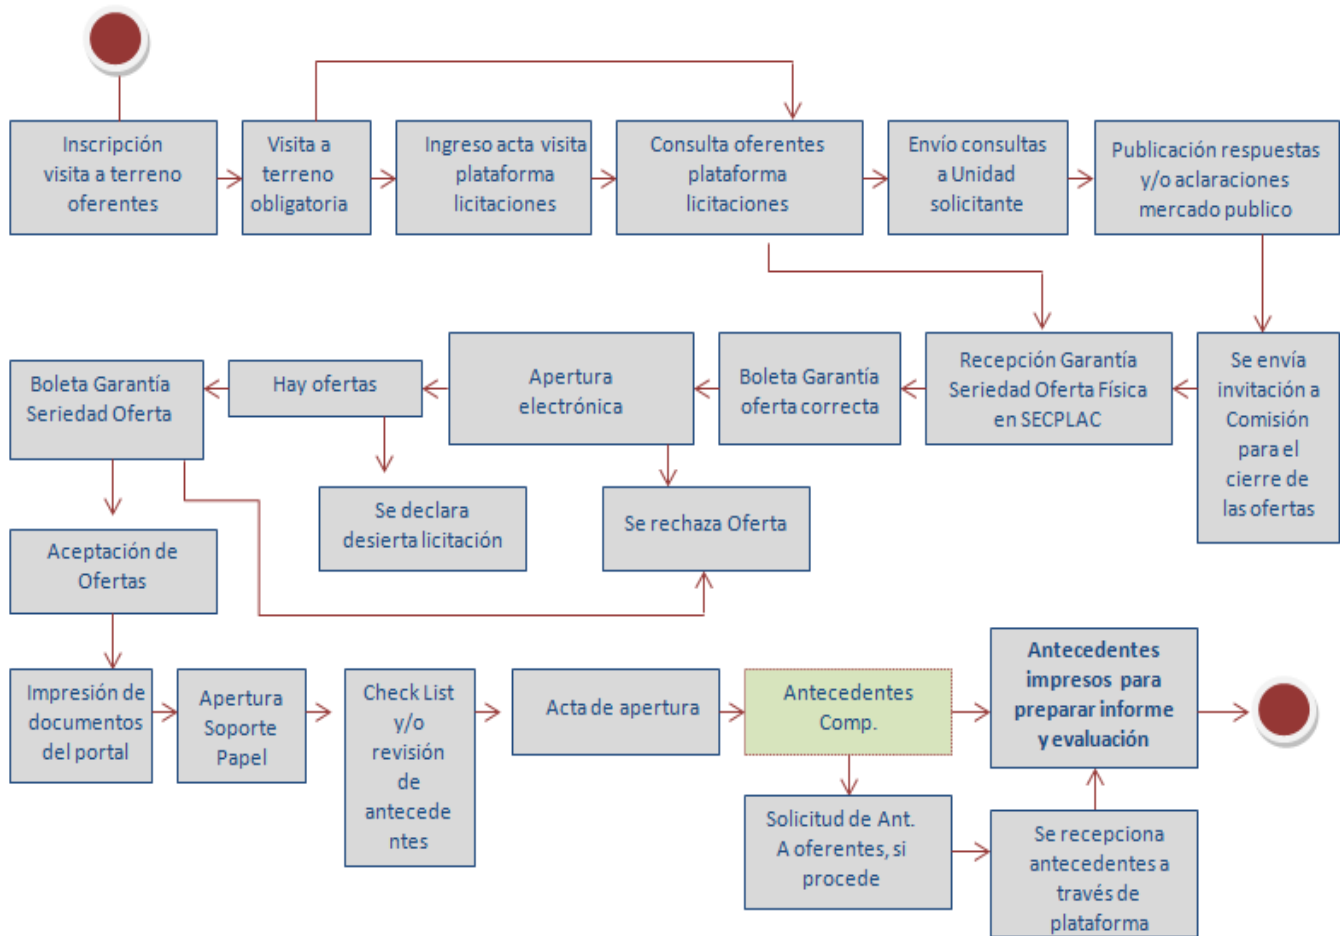 Inscripción
visita a terreno
oferentes
Visita a
terreno
obligatoria
Ingreso acta visita
plataforma
licitaciones
Consulta oferentes
plataforma
licitaciones
Envío consultas
a Unidad
solicitante
Publicación respuestas
y/o aclaraciones
mercado publico
Boleta Garantía
Seriedad Oferta
Hay ofertas
Apertura
electrónica
Boleta Garantía
oferta correcta
Recepción Garantía
Seriedad Oferta Física
en SECPLAC
Se envía
invitación a
Comisión
para el
cierre de
las ofertas
Se declara
desierta licitación
Se rechaza Oferta
Aceptación de
Ofertas
Impresión de
documentos
del portal
Apertura
Soporte
Papel
Check List
y/o
revisión
de
antecede
ntes
Acta de apertura
Antecedentes
Comp.
Antecedentes
impresos para
preparar informe
y evaluación
Solicitud de Ant.
A oferentes, si
procede
Se recepciona
antecedentes a
través de
plataforma